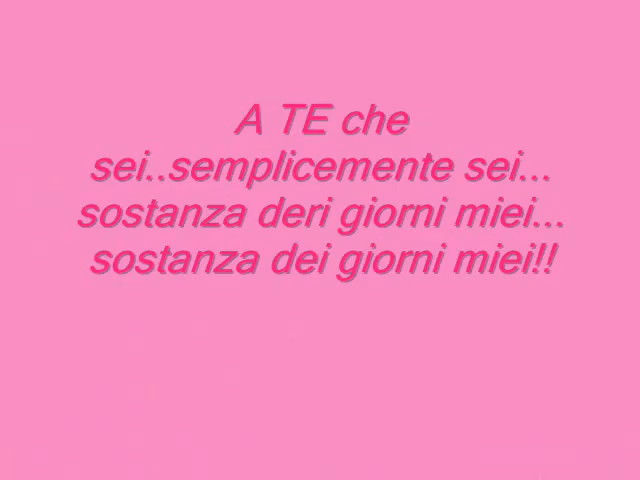 A TE che
sei..semplicemente sei...
sostanza deri giorni miei...
sostanza dei giorni miei!!